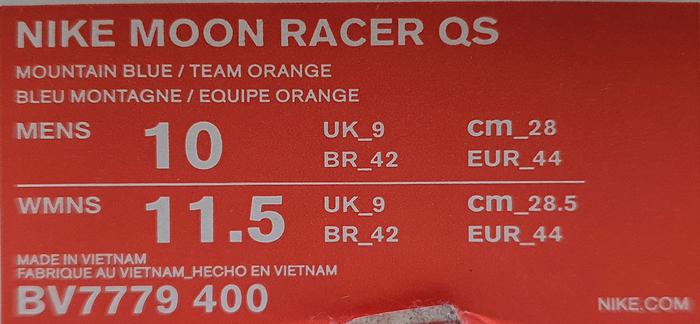 NIKE MOON RACER QS
MOUNTAIN BLUE / TEAM ORANGE
BLEU MONTAGNE / EQUIPE ORANGE
MENS 10 UK_9 cm_28
BR_42 EUR_44
WMNS 11.5 UK_9 cm_28.5
BR_42 EUR_44
MADE IN VIETNAM
FABRIQUE AU VIETNAM_HECHO EN VIETNAM
BV7779 400
NIKE.COM